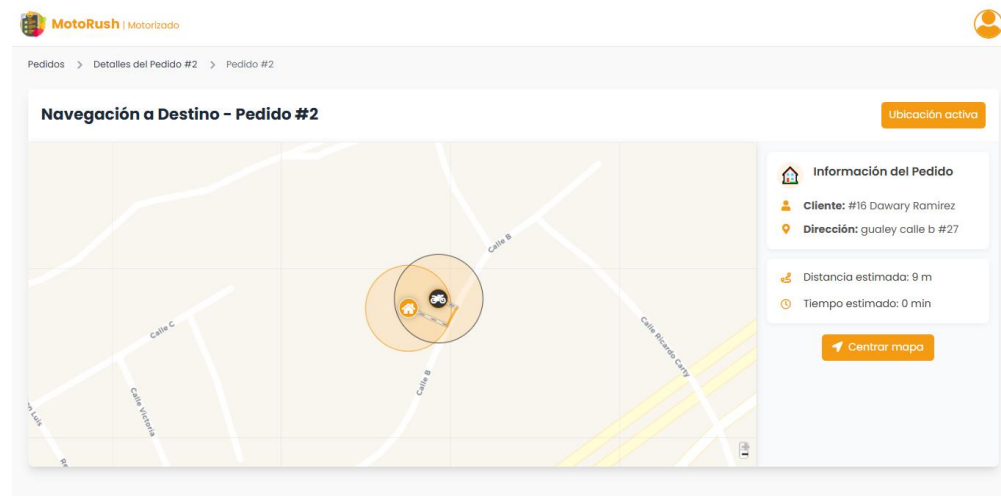 MotoRush | Motorizado
Pedidos > Detalles del Pedido #2 > Pedido #2
Navegación a Destino - Pedido #2
Ubicación activa
Información del Pedido
Cliente: #16 Dawary Ramirez
Dirección: gualey calle b #27
Distancia estimada: 9 m
Tiempo estimado: 0 min
Centrar mapa
Calle B
Calle C
Calle Ricardo Carty
Calle B
Calle Victoria
Luis